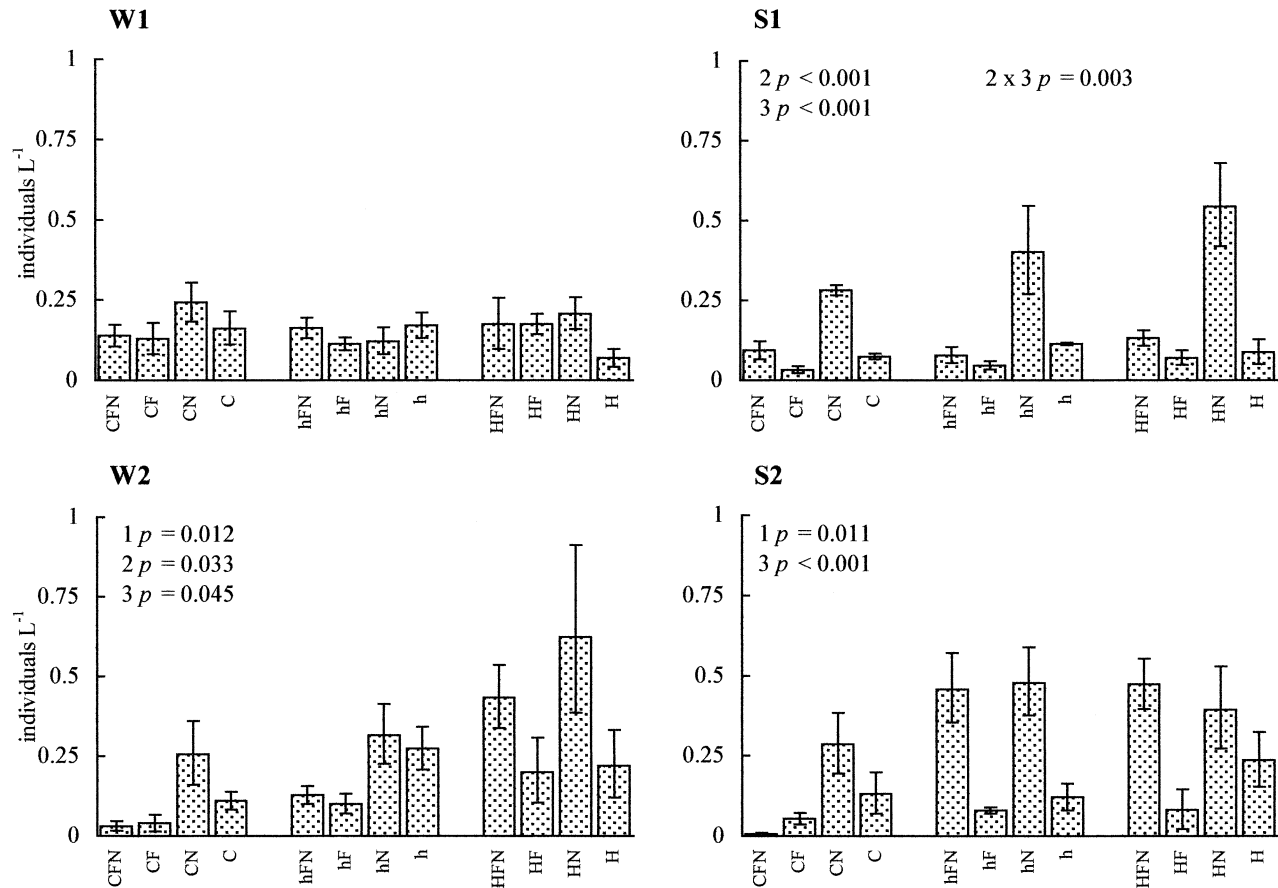 W1
S1
1
0.75
0.5
0.25
0
individuals L-1
CFN CF CN C hFN hF hN h HFN HF HN H
2 p < 0.001
3 p < 0.001
2 x 3 p = 0.003
1
0.75
0.5
0.25
0
CFN CF CN C hFN hF hN h HFN HF HN H
W2
S2
1 p = 0.012
2 p = 0.033
3 p = 0.045
1
0.75
0.5
0.25
0
individuals L-1
CFN CF CN C hFN hF hN h HFN HF HN H
1 p = 0.011
3 p < 0.001
1
0.75
0.5
0.25
0
CFN CF CN C hFN hF hN h HFN HF HN H